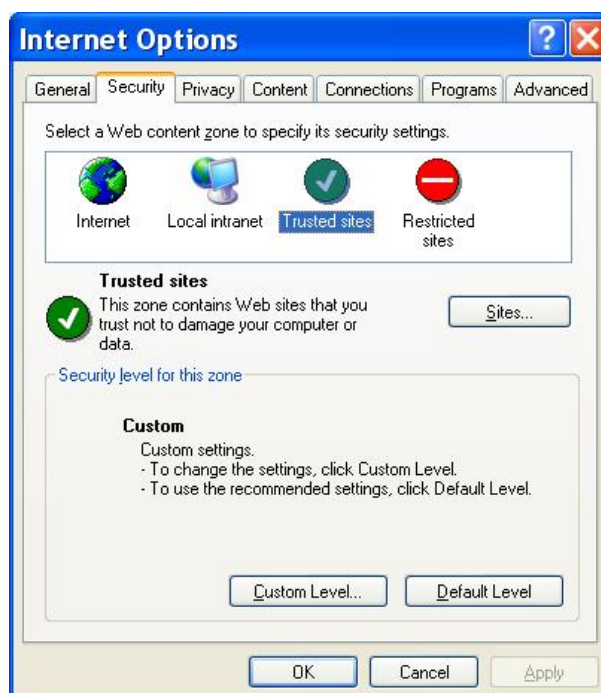 Internet Options
General Security Privacy Content Connections Programs Advanced
Select a Web content zone to specify its security settings.
Internet Local intranet Trusted sites Restricted
sites
Trusted sites
This zone contains Web sites that you
trust not to damage your computer or
data.
Sites...
Security level for this zone
Custom
Custom settings.
- To change the settings, click Custom Level.
- To use the recommended settings, click Default Level.
Custom Level... Default Level
OK Cancel Apply